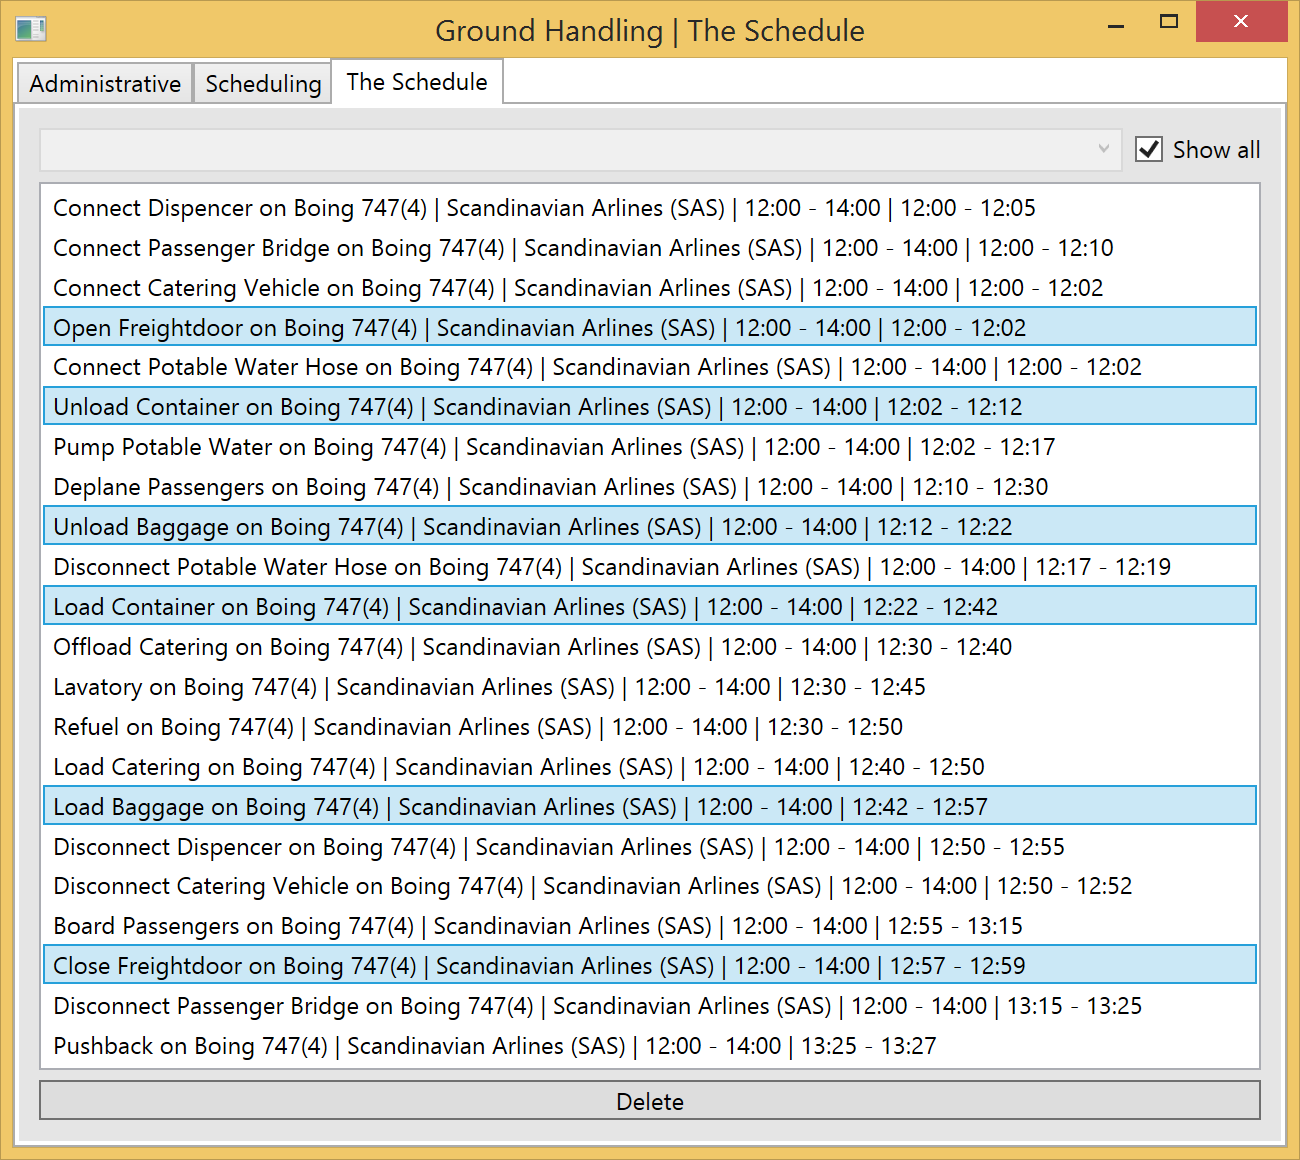 Ground Handling | The Schedule
Administrative Scheduling The Schedule
Show all
Connect Dispencer on Boing 747(4) | Scandinavian Arlines (SAS) | 12:00 - 14:00 | 12:00 - 12:05
Connect Passenger Bridge on Boing 747(4) | Scandinavian Arlines (SAS) | 12:00 - 14:00 | 12:00 - 12:10
Connect Catering Vehicle on Boing 747(4) | Scandinavian Arlines (SAS) | 12:00 - 14:00 | 12:00 - 12:02
Open Freightdoor on Boing 747(4) | Scandinavian Arlines (SAS) | 12:00 - 14:00 | 12:00 - 12:02
Connect Potable Water Hose on Boing 747(4) | Scandinavian Arlines (SAS) | 12:00 - 14:00 | 12:00 - 12:02
Unload Container on Boing 747(4) | Scandinavian Arlines (SAS) | 12:00 - 14:00 | 12:02 - 12:12
Pump Potable Water on Boing 747(4) | Scandinavian Arlines (SAS) | 12:00 - 14:00 | 12:02 - 12:17
Deplane Passengers on Boing 747(4) | Scandinavian Arlines (SAS) | 12:00 - 14:00 | 12:10 - 12:30
Unload Baggage on Boing 747(4) | Scandinavian Arlines (SAS) | 12:00 - 14:00 | 12:12 - 12:22
Disconnect Potable Water Hose on Boing 747(4) | Scandinavian Arlines (SAS) | 12:00 - 14:00 | 12:17 - 12:19
Load Container on Boing 747(4) | Scandinavian Arlines (SAS) | 12:00 - 14:00 | 12:22 - 12:42
Offload Catering on Boing 747(4) | Scandinavian Arlines (SAS) | 12:00 - 14:00 | 12:30 - 12:40
Lavatory on Boing 747(4) | Scandinavian Arlines (SAS) | 12:00 - 14:00 | 12:30 - 12:45
Refuel on Boing 747(4) | Scandinavian Arlines (SAS) | 12:00 - 14:00 | 12:30 - 12:50
Load Catering on Boing 747(4) | Scandinavian Arlines (SAS) | 12:00 - 14:00 | 12:40 - 12:50
Load Baggage on Boing 747(4) | Scandinavian Arlines (SAS) | 12:00 - 14:00 | 12:42 - 12:57
Disconnect Dispencer on Boing 747(4) | Scandinavian Arlines (SAS) | 12:00 - 14:00 | 12:50 - 12:55
Disconnect Catering Vehicle on Boing 747(4) | Scandinavian Arlines (SAS) | 12:00 - 14:00 | 12:50 - 12:52
Board Passengers on Boing 747(4) | Scandinavian Arlines (SAS) | 12:00 - 14:00 | 12:55 - 13:15
Close Freightdoor on Boing 747(4) | Scandinavian Arlines (SAS) | 12:00 - 14:00 | 12:57 - 12:59
Disconnect Passenger Bridge on Boing 747(4) | Scandinavian Arlines (SAS) | 12:00 - 14:00 | 13:15 - 13:25
Pushback on Boing 747(4) | Scandinavian Arlines (SAS) | 12:00 - 14:00 | 13:25 - 13:27
Delete